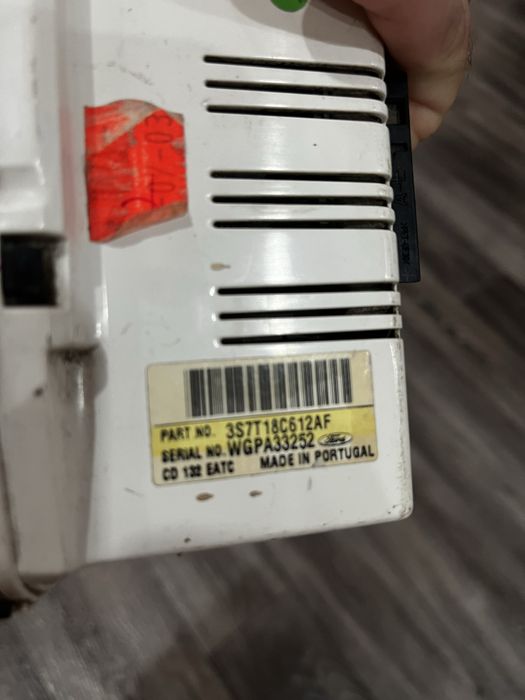 PART NO. 3S7T18C612AF
SERIAL NO. WGPA33252 Ford
CD 132 EATC MADE IN PORTUGAL